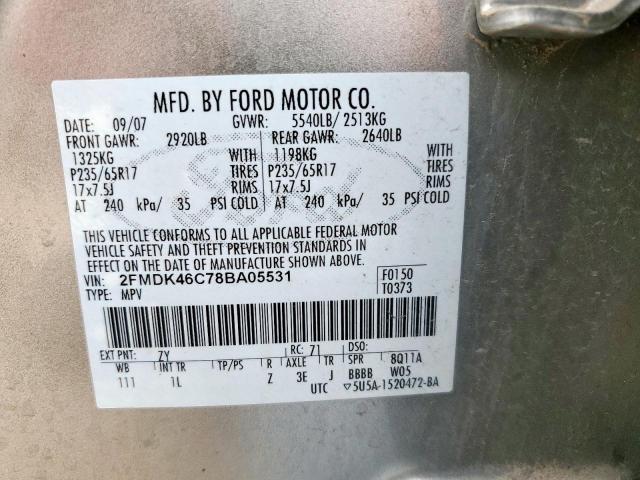 MFD. BY FORD MOTOR CO.
DATE: 09/07 GVWR: 5540LB/ 2513KG
FRONT GAWR: 2920LB REAR GAWR: 2640LB
1325KG WITH 1198KG WITH
P235/65R17 TIRES P235/65R17 TIRES
17x7.5J RIMS 17x7.5J RIMS
AT 240 kPa/ 35 PSI COLD AT 240 kPa/ 35 PSI COLD
THIS VEHICLE CONFORMS TO ALL APPLICABLE FEDERAL MOTOR
VEHICLE SAFETY AND THEFT PREVENTION STANDARDS IN
EFFECT ON THE DATE OF MANUFACTURE SHOWN ABOVE.
VIN: 2FMDK46C78BA05531 F0150
TYPE: MPV T0373
EXT PNT: ZY RC: 71 DSO:
WB INT TR TP/PS R AXLE TR SPR 8Q11A
111 1L Z 3E J BBBB W05
UTC ▽5U5A-1520472-BA